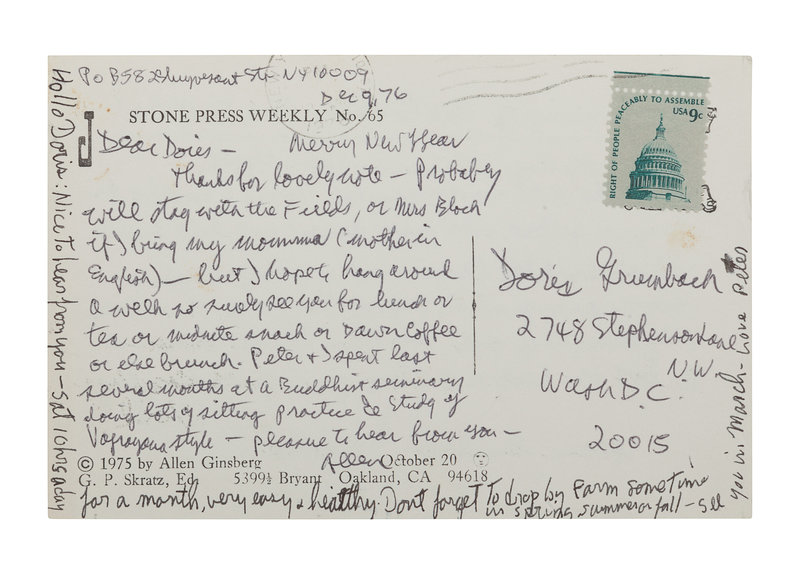 PO B582 Stuyvesant Sta. NY 10009
Dec 9, 76
STONE PRESS WEEKLY No. 65
Dear Doris — Merry New Year
thanks for lovely note — Probably
will stay with the Fields, or Mrs Bloch
if I bring my momma (mother in
English) — but I hope to hang around
a week so surely see you for lunch or
tea or midnite snack or Dawn Coffee
or else brunch. Peter & I spent last
several months at a Buddhist seminary
doing lots of sitting practice & study of
Vajrayana style — pleasure to hear from you —
Allen
© 1975 by Allen Ginsberg October 20
G. P. Skratz, Ed. 5399½ Bryant Oakland, CA 94618
RIGHT OF PEOPLE PEACEABLY TO ASSEMBLE
USA 9c
Doris Grumbach
2748 Stephenson Lane
N.W.
Wash D.C.
20015
Hello Doris: Nice to hear from you — Sat 10 hrs a day
for a month, very easy & healthy. Dont forget to drop by Farm sometime
in spring summer or fall — see
you in March — Love Peter